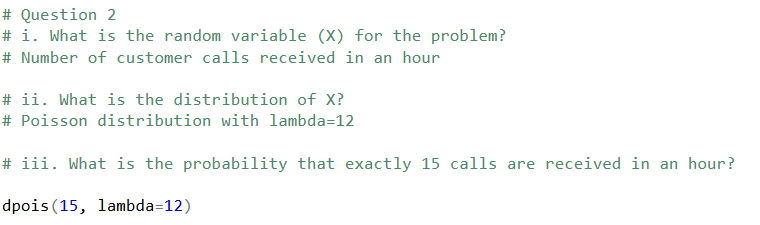 # Question 2
# i. What is the random variable (X) for the problem?
# Number of customer calls received in an hour
# ii. What is the distribution of X?
# Poisson distribution with lambda=12
# iii. What is the probability that exactly 15 calls are received in an hour?
dpois(15, lambda=12)